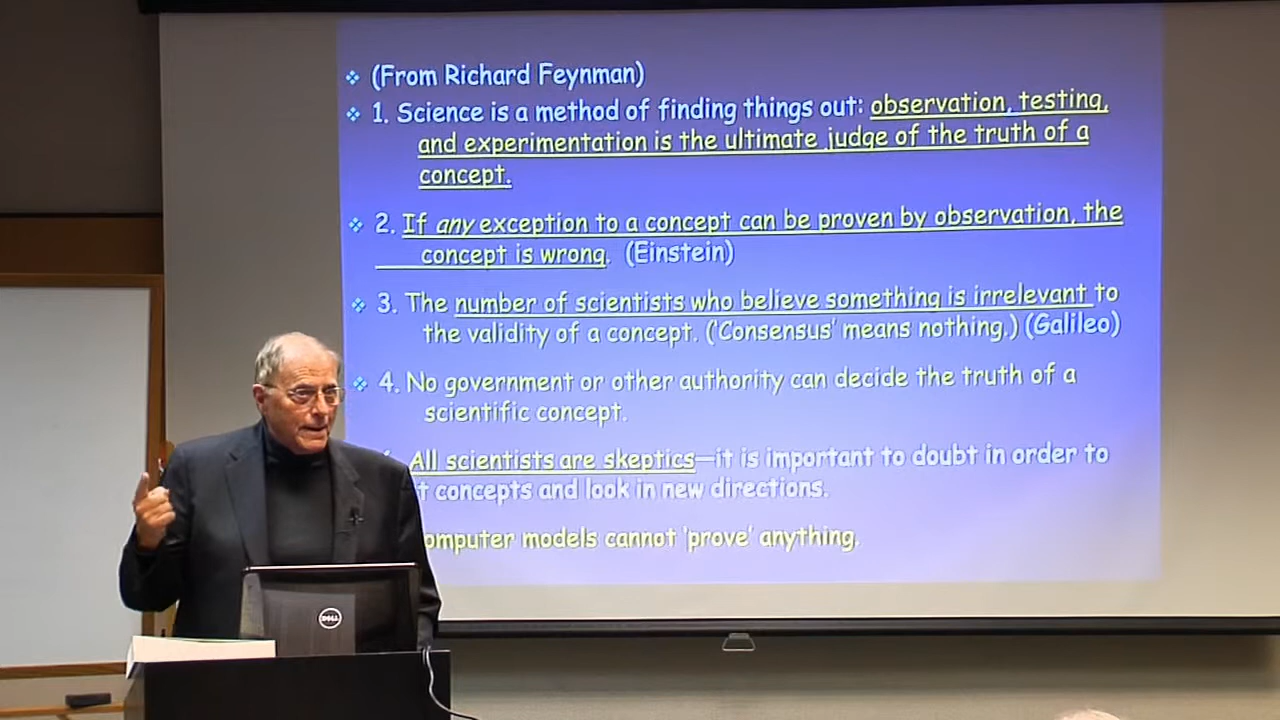 (From Richard Feynman)
1. Science is a method of finding things out: observation, testing,
and experimentation is the ultimate judge of the truth of a
concept.
2. If any exception to a concept can be proven by observation, the
concept is wrong. (Einstein)
3. The number of scientists who believe something is irrelevant to
the validity of a concept. ('Consensus' means nothing.) (Galileo)
4. No government or other authority can decide the truth of a
scientific concept.
All scientists are skeptics—it is important to doubt in order to
concepts and look in new directions.
omputer models cannot 'prove' anything.
DELL